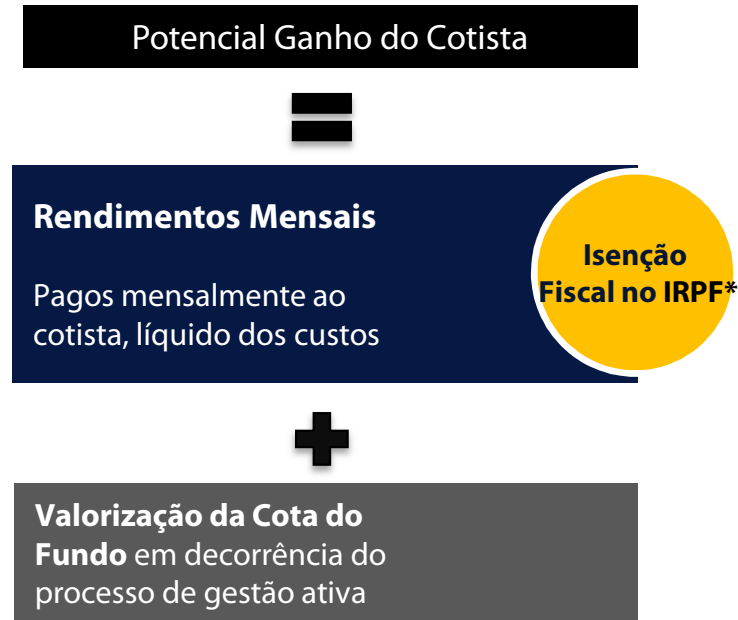 Potencial Ganho do Cotista
=
Rendimentos Mensais
Pagos mensalmente ao
cotista, líquido dos custos
Isenção
Fiscal no IRPF*
+
Valorização da Cota do
Fundo em decorrência do
processo de gestão ativa